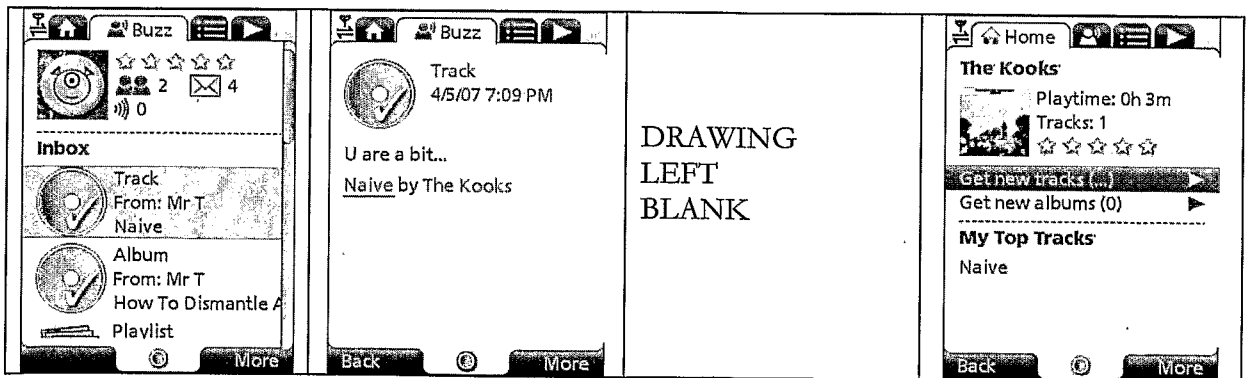 Buzz
2 4
0
Inbox
Track
From: Mr T
Naive
Album
From: Mr T
How To Dismantle A
Playlist
More
Buzz
Track
4/5/07 7:09 PM
U are a bit...
Naive by The Kooks
Back More
DRAWING
LEFT
BLANK
Home
The Kooks
Playtime: 0h 3m
Tracks: 1
Get new tracks (...)
Get new albums (0)
My Top Tracks
Naive
Back More